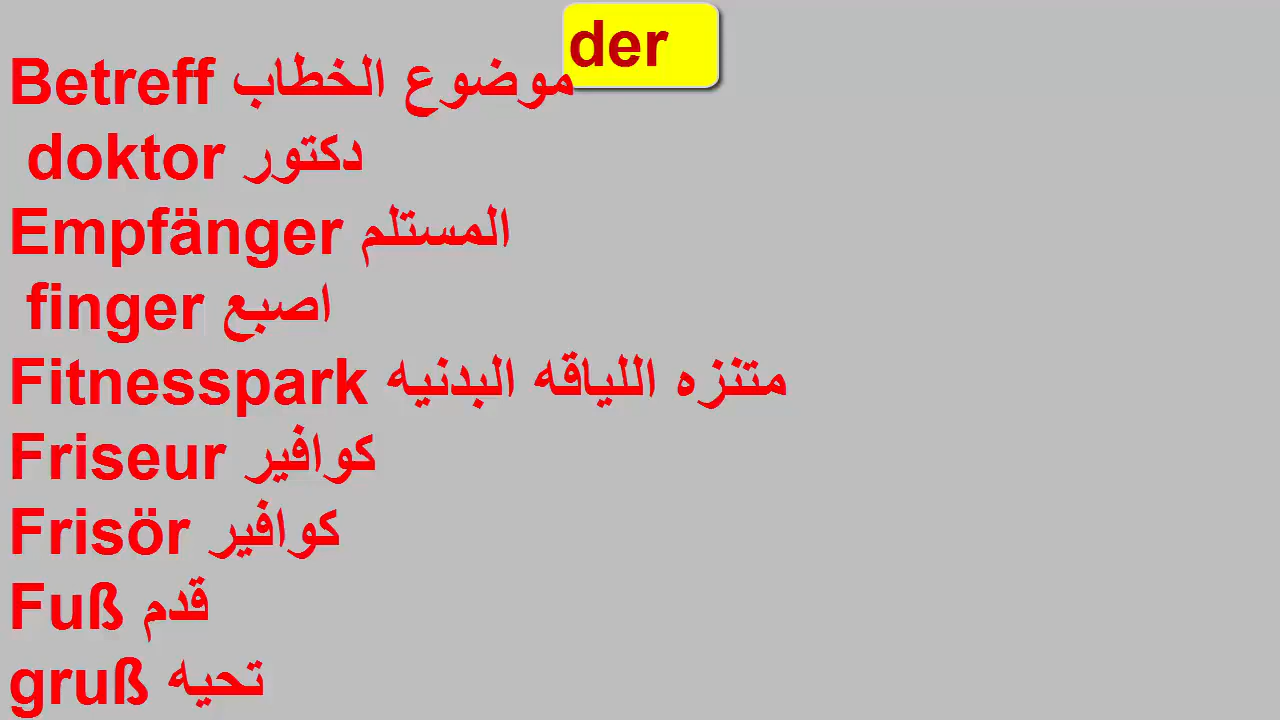 der
Betreff موضوع الخطاب
doktor دكتور
Empfänger المستلم
finger اصبع
Fitnesspark متنزه اللياقه البدنيه
Friseur كوافير
Frisör كوافير
Fuß قدم
gruß تحيه